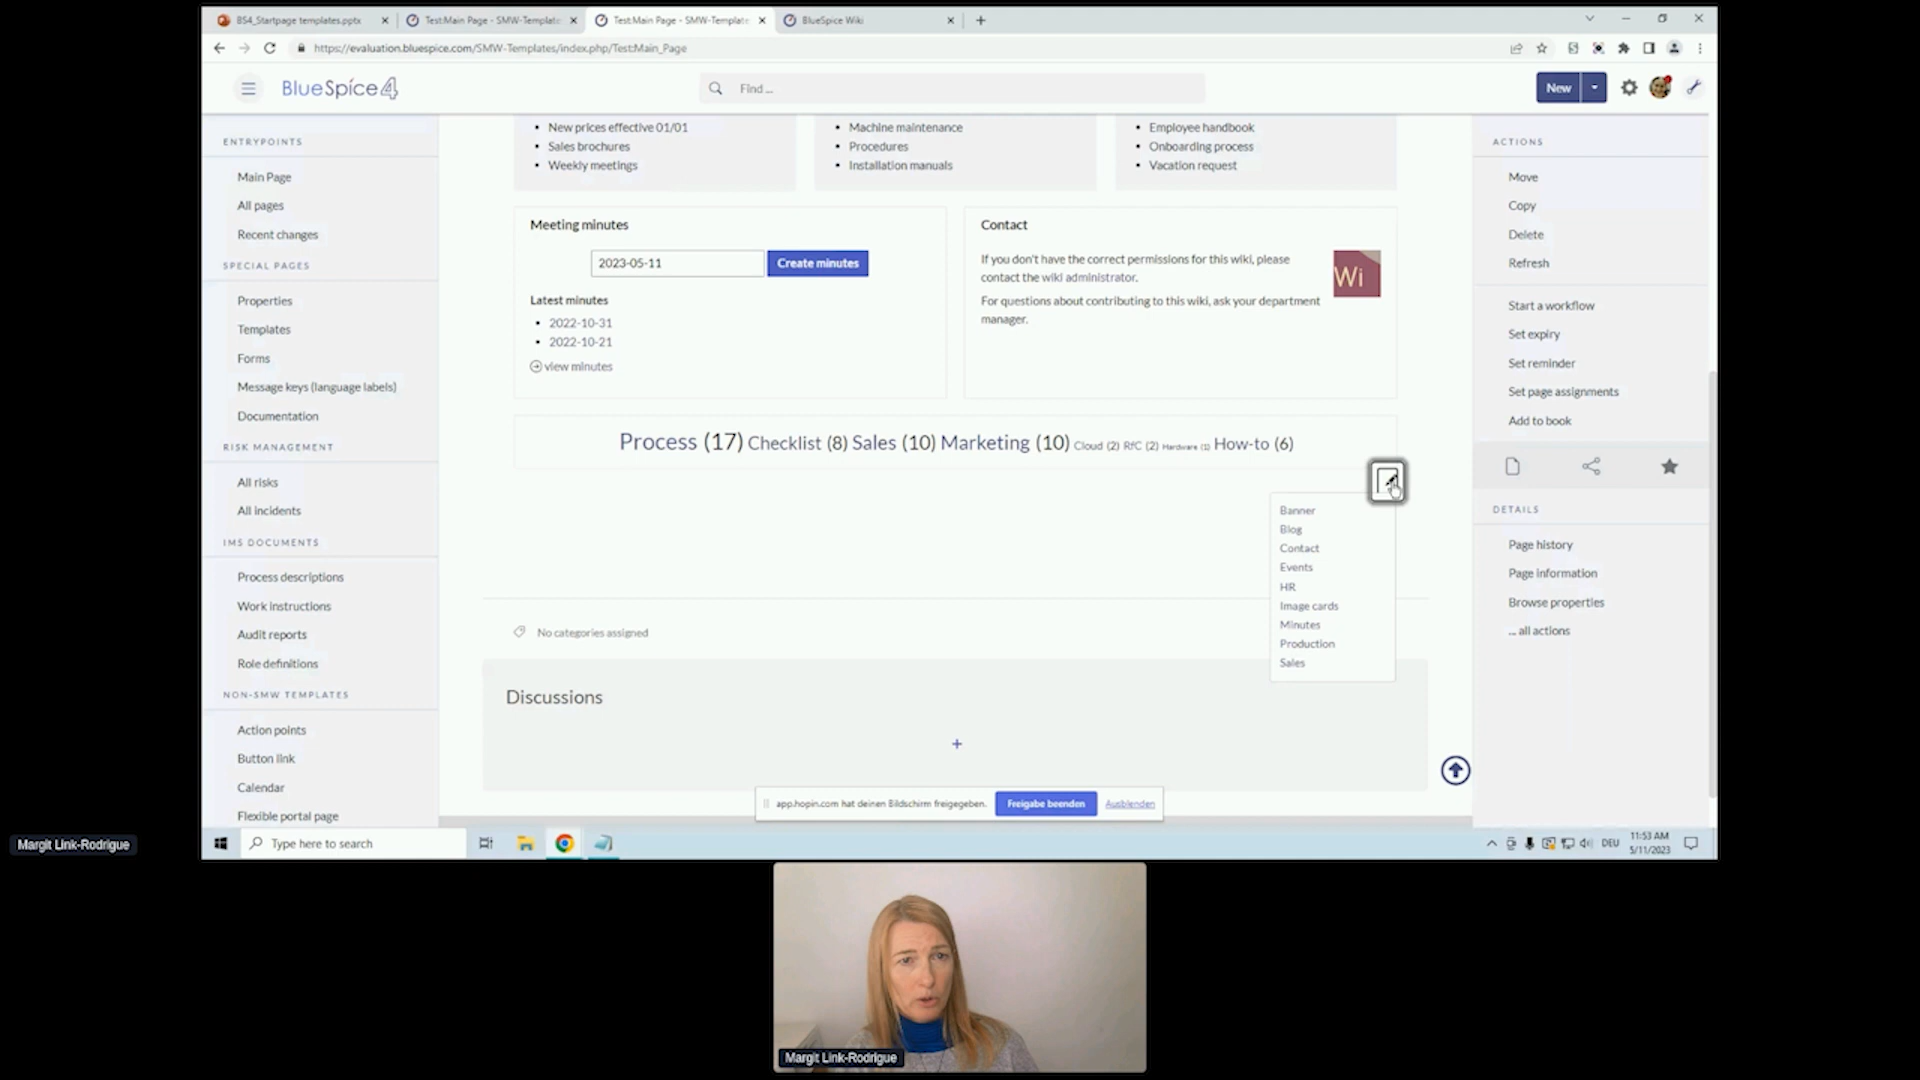 BS4_Startpage templates.pptx
Test:Main Page - SMW-Template
Test:Main Page - SMW-Template
BlueSpice Wiki
https://evaluation.bluespice.com/SMW-Templates/index.php/Test:Main_Page
BlueSpice4
Find ...
New
ENTRYPOINTS
Main Page
All pages
Recent changes
SPECIAL PAGES
Properties
Templates
Forms
Message keys (language labels)
Documentation
RISK MANAGEMENT
All risks
All incidents
IMS DOCUMENTS
Process descriptions
Work instructions
Audit reports
Role definitions
NON-SMW TEMPLATES
Action points
Button link
Calendar
Flexible portal page
New prices effective 01/01
Sales brochures
Weekly meetings
Machine maintenance
Procedures
Installation manuals
Employee handbook
Onboarding process
Vacation request
Meeting minutes
2023-05-11
Create minutes
Latest minutes
2022-10-31
2022-10-21
view minutes
Contact
If you don't have the correct permissions for this wiki, please
contact the wiki administrator.
For questions about contributing to this wiki, ask your department
manager.
Wi
Process (17) Checklist (8) Sales (10) Marketing (10) Cloud (2) RfC (2) Hardware (1) How-to (6)
Banner
Blog
Contact
Events
HR
Image cards
Minutes
Production
Sales
No categories assigned
Discussions
+
ACTIONS
Move
Copy
Delete
Refresh
Start a workflow
Set expiry
Set reminder
Set page assignments
Add to book
DETAILS
Page history
Page information
Browse properties
... all actions
app.hopin.com hat deinen Bildschirm freigegeben.
Freigabe beenden
Ausblenden
Type here to search
DEU
11:53 AM
5/11/2023
Margit Link-Rodrigue
Margit Link-Rodrigue